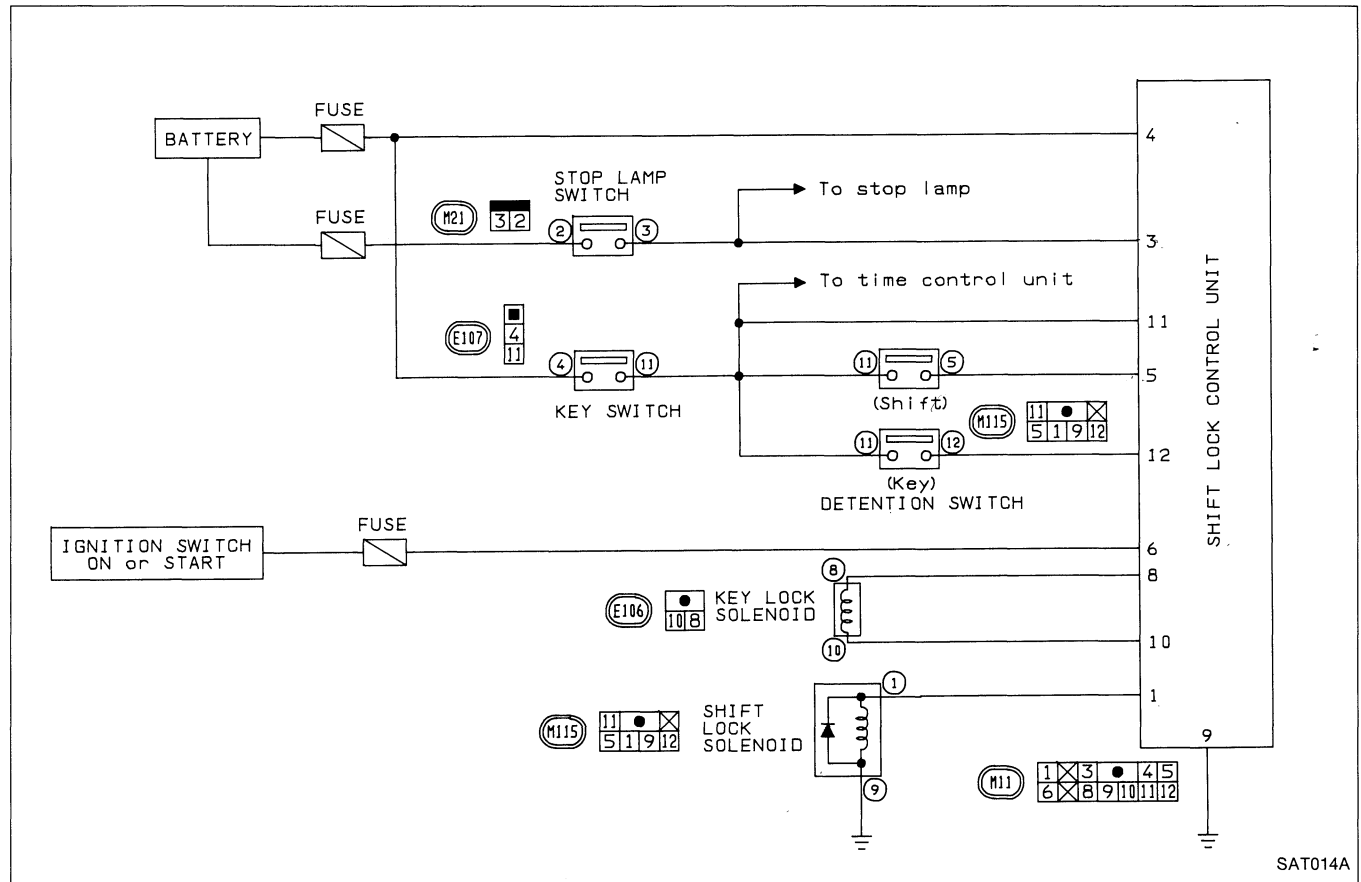 FUSE
BATTERY
4
STOP LAMP
SWITCH
To stop lamp
FUSE
M21
3 2
2
3
3
To time control unit
11
E107
4
11
4
11
11
5
5
KEY SWITCH
(Shift)
M115
11
5 1 9 12
11
12
12
(Key)
DETENTION SWITCH
SHIFT LOCK CONTROL UNIT
FUSE
IGNITION SWITCH
ON or START
6
8
8
E106
10 8
KEY LOCK
SOLENOID
10
10
1
1
M115
11
5 1 9 12
SHIFT
LOCK
SOLENOID
9
9
M11
1 3 4 5
6 8 9 10 11 12
SAT014A